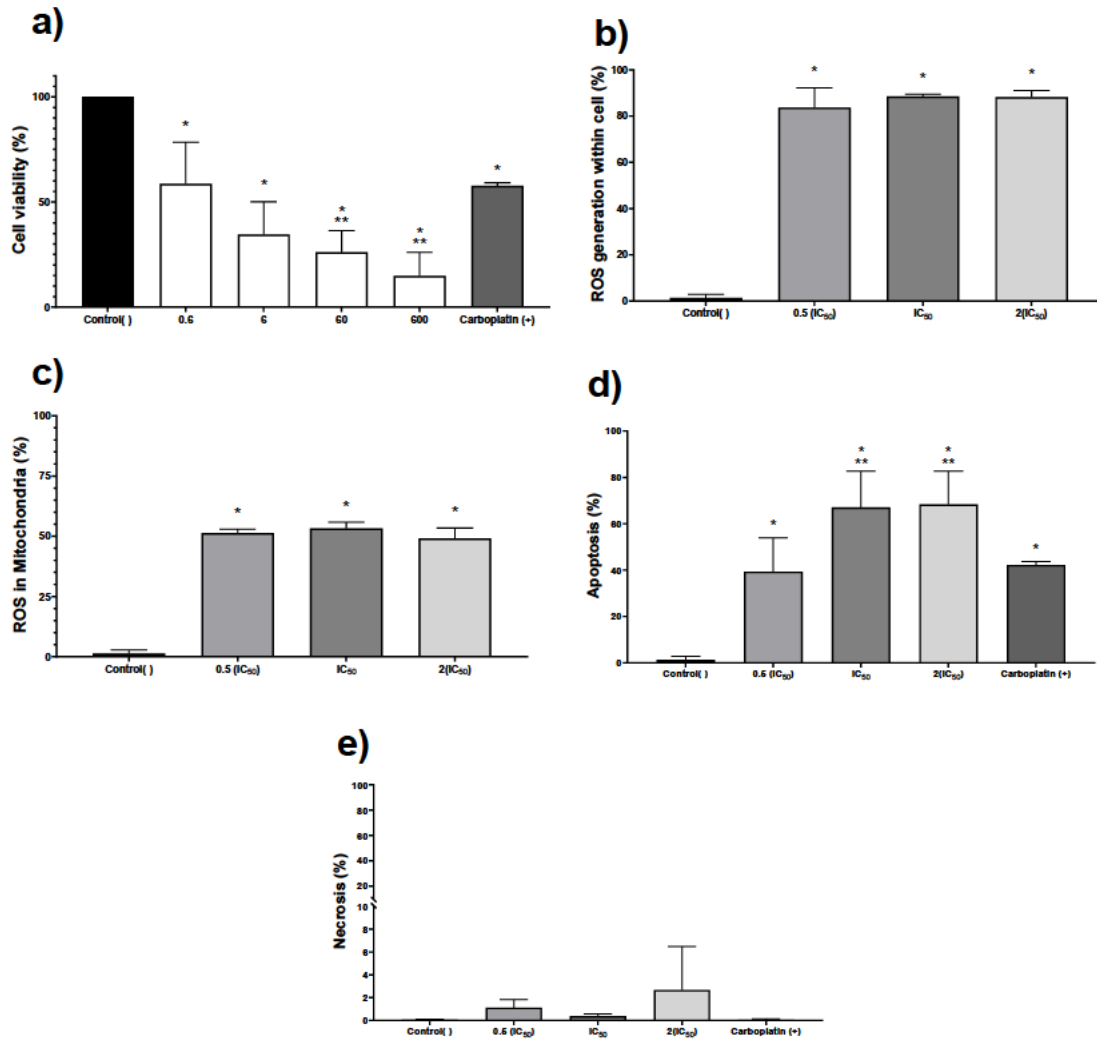 a)
Cell viability (%)
100
50
0
*
*
*
**
*
**
*
Control( )
0.6
6
60
600
Carboplatin (+)
b)
ROS generation within cell (%)
100
80
60
40
20
0
*
*
*
Control( )
0.5 (IC₅₀)
IC₅₀
2(IC₅₀)
c)
ROS in Mitochondria (%)
100
75
50
25
0
*
*
*
Control( )
0.5 (IC₅₀)
IC₅₀
2(IC₅₀)
d)
Apoptosis (%)
100
80
60
40
20
0
*
*
**
*
**
*
Control( )
0.5 (IC₅₀)
IC₅₀
2(IC₅₀)
Carboplatin (+)
e)
Necrosis (%)
100
80
60
40
20
10
8
6
4
2
0
Control( )
0.5 (IC₅₀)
IC₅₀
2(IC₅₀)
Carboplatin (+)